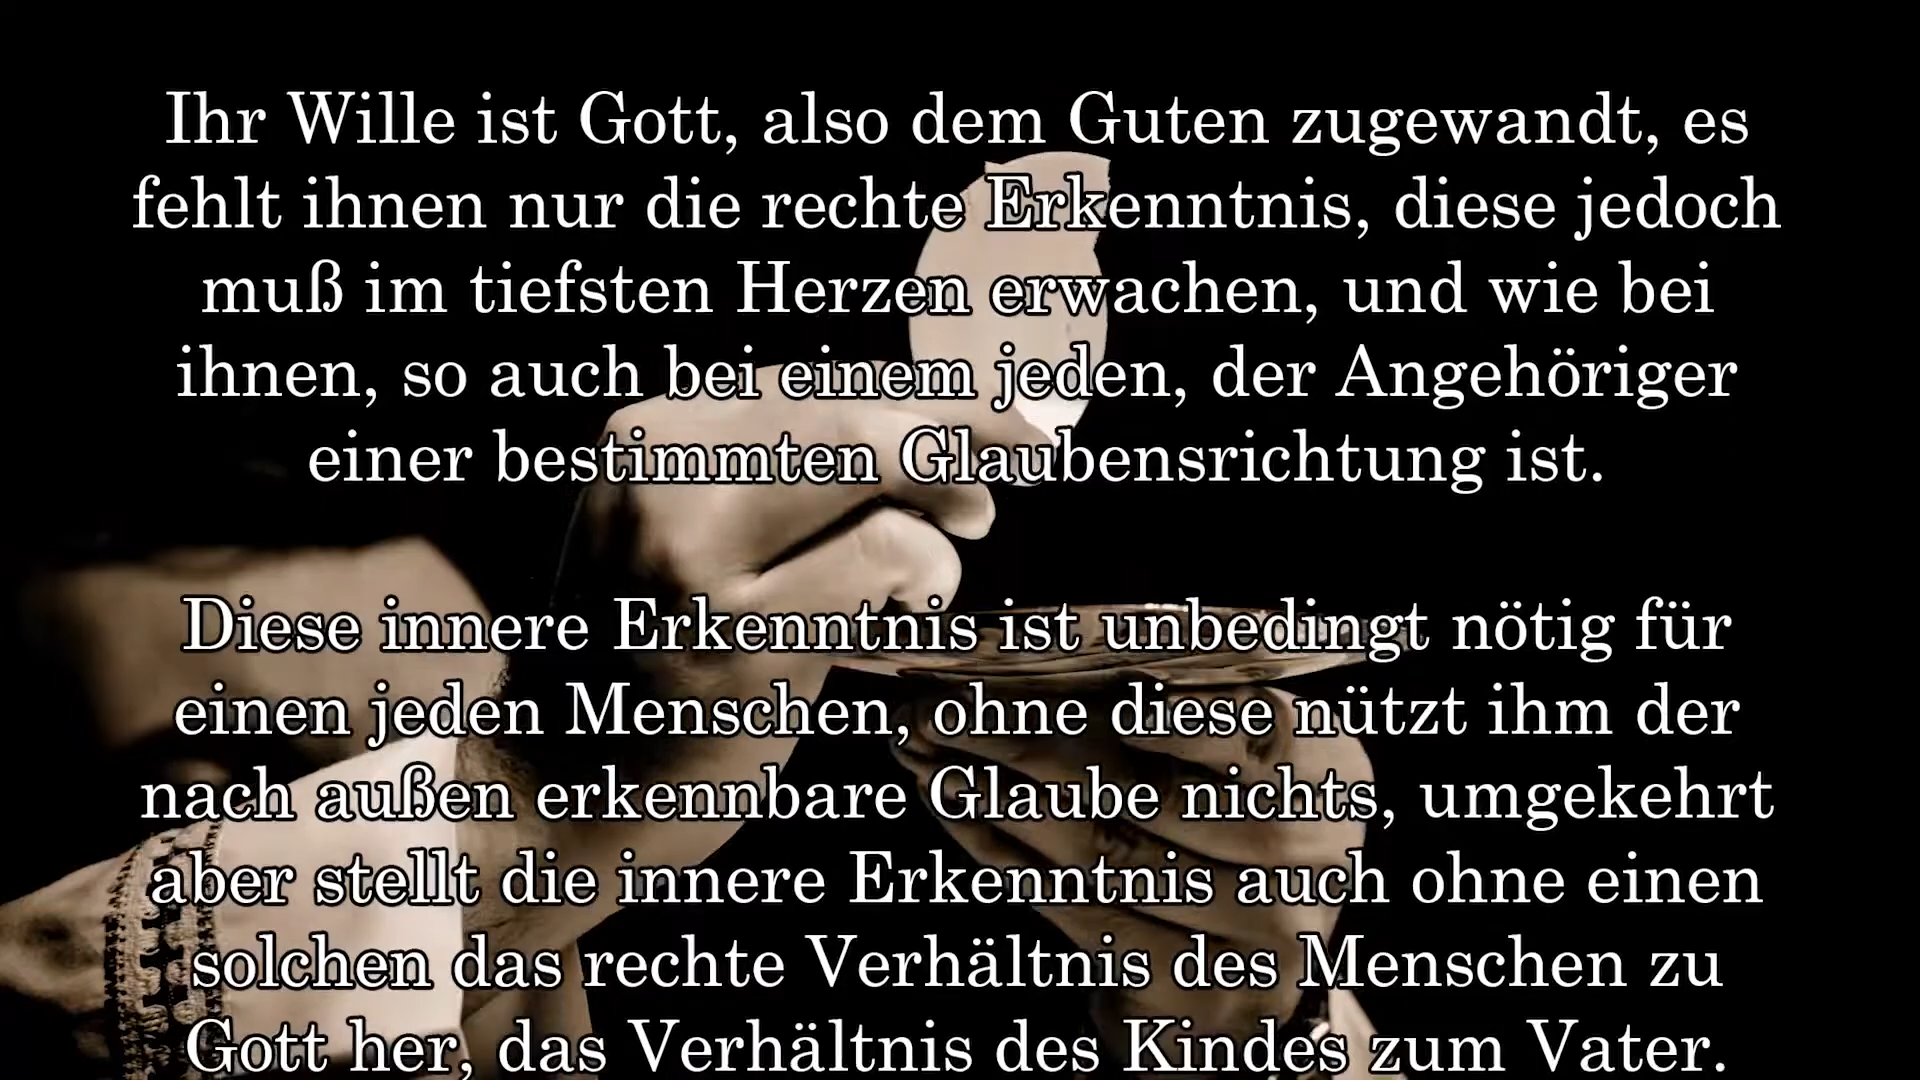 Ihr Wille ist Gott, also dem Guten zugewandt, es
fehlt ihnen nur die rechte Erkenntnis, diese jedoch
muß im tiefsten Herzen erwachen, und wie bei
ihnen, so auch bei einem jeden, der Angehöriger
einer bestimmten Glaubensrichtung ist.
Diese innere Erkenntnis ist unbedingt nötig für
einen jeden Menschen, ohne diese nützt ihm der
nach außen erkennbare Glaube nichts, umgekehrt
aber stellt die innere Erkenntnis auch ohne einen
solchen das rechte Verhältnis des Menschen zu
Gott her, das Verhältnis des Kindes zum Vater.